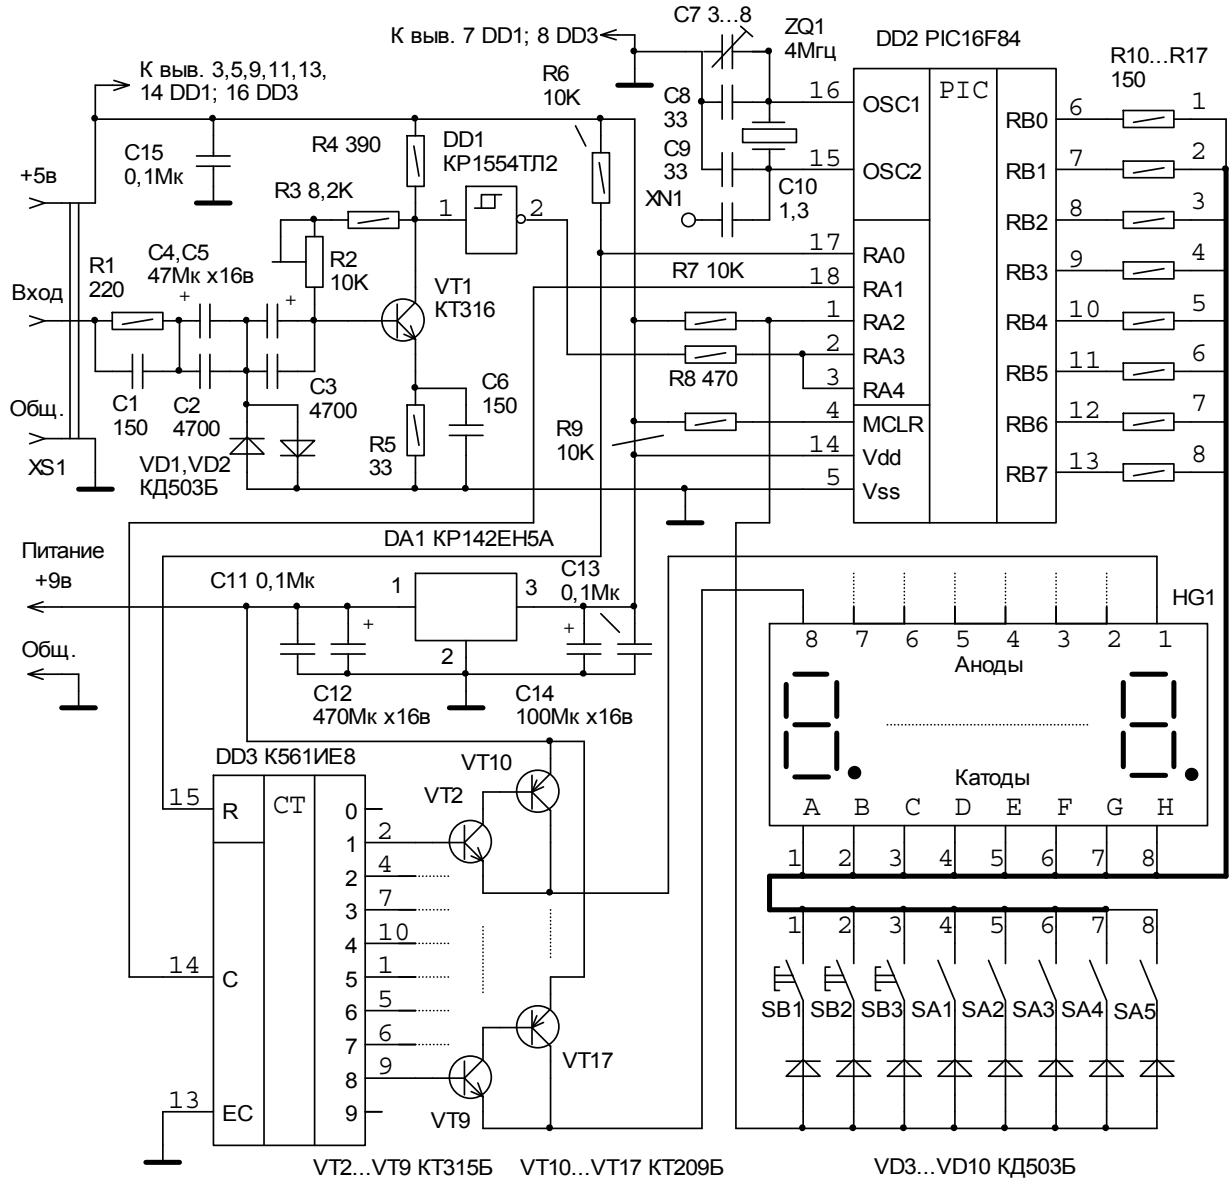 К выв. 7 DD1; 8 DD3
C7 3...8
ZQ1
4Мгц
DD2 PIC16F84
R10...R17
150
К выв. 3,5,9,11,13,
14 DD1; 16 DD3
R6
10K
C8
33
C9
33
C10
1,3
XN1
16
15
17
18
1
2
3
4
14
5
OSC1
OSC2
RA0
RA1
RA2
RA3
RA4
MCLR
Vdd
Vss
PIC
RB0
RB1
RB2
RB3
RB4
RB5
RB6
RB7
6
7
8
9
10
11
12
13
1
2
3
4
5
6
7
8
+5в
C15
0,1Мк
R4 390
DD1
КР1554ТЛ2
R3 8,2K
1
2
Вход
R1
220
C4,C5
47Мк x16в
+
+
R2
10K
VT1
КТ316
R7 10K
R8 470
Общ.
XS1
C1
150
C2
4700
C3
4700
C6
150
R5
33
R9
10K
VD1,VD2
КД503Б
Питание
+9в
Общ.
DA1 КР142ЕН5А
C11 0,1Мк
1
3
2
C13
0,1Мк
+
+
C12
470Мк x16в
C14
100Мк x16в
HG1
8
7
6
5
4
3
2
1
Аноды
Катоды
A
B
C
D
E
F
G
H
1
2
3
4
5
6
7
8
1
2
3
4
5
6
7
8
SB1
SB2
SB3
SA1
SA2
SA3
SA4
SA5
DD3 К561ИЕ8
15
R
CT
14
C
13
EC
0
1
2
3
4
5
6
7
8
9
2
4
7
10
1
5
6
9
VT10
VT2
VT17
VT9
VT2...VT9 КТ315Б
VT10...VT17 КТ209Б
VD3...VD10 КД503Б